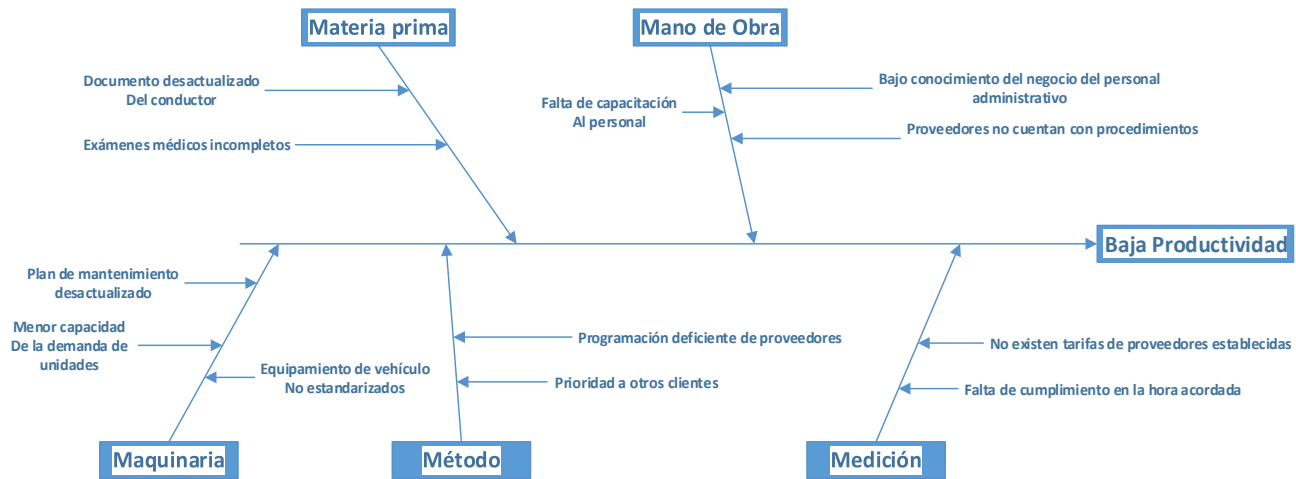 Materia prima
Mano de Obra
Documento desactualizado
Del conductor
Exámenes médicos incompletos
Falta de capacitación
Al personal
Bajo conocimiento del negocio del personal
administrativo
Proveedores no cuentan con procedimientos
Baja Productividad
Plan de mantenimiento
desactualizado
Menor capacidad
De la demanda de
unidades
Equipamiento de vehículo
No estandarizados
Programación deficiente de proveedores
Prioridad a otros clientes
No existen tarifas de proveedores establecidas
Falta de cumplimiento en la hora acordada
Maquinaria
Método
Medición